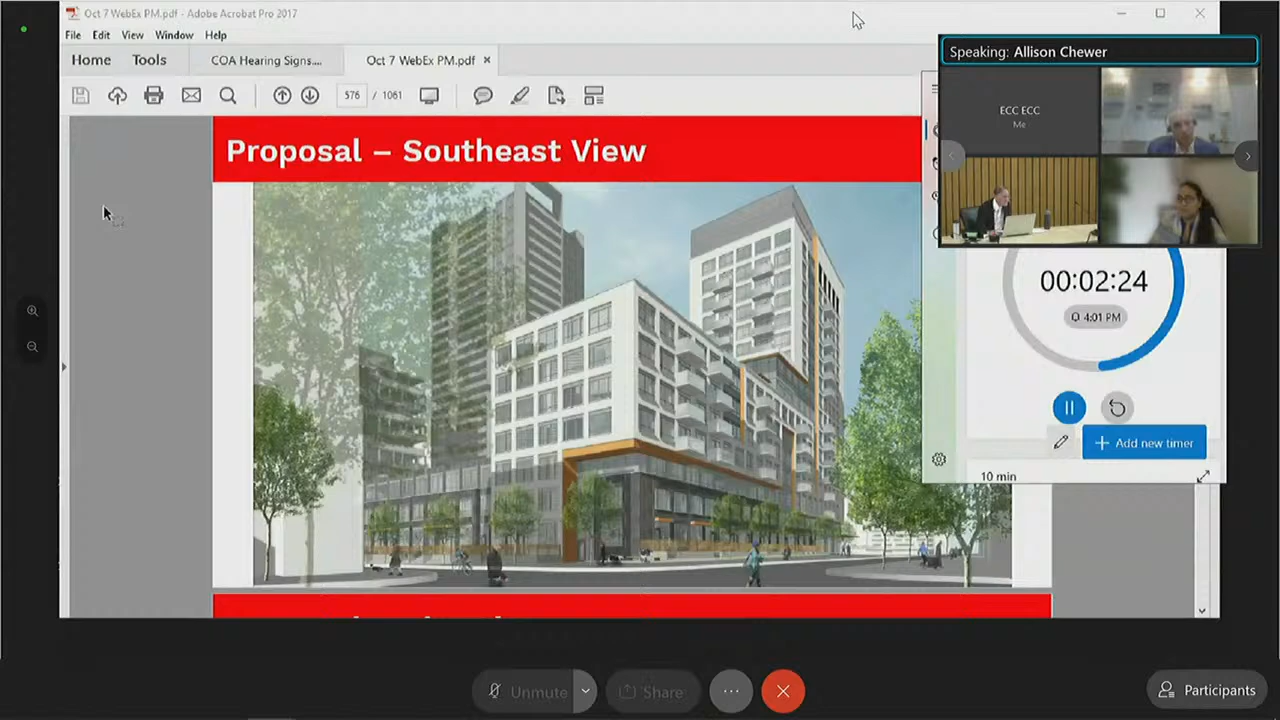 Oct 7 WebEx PM.pdf - Adobe Acrobat Pro 2017
File Edit View Window Help
Home Tools COA Hearing Signs.... Oct 7 WebEx PM.pdf
576 / 1061
Proposal – Southeast View
Speaking: Allison Chewer
ECC ECC
Me
00:02:24
4:01 PM
Add new timer
10 min
Unmute
Share
Participants